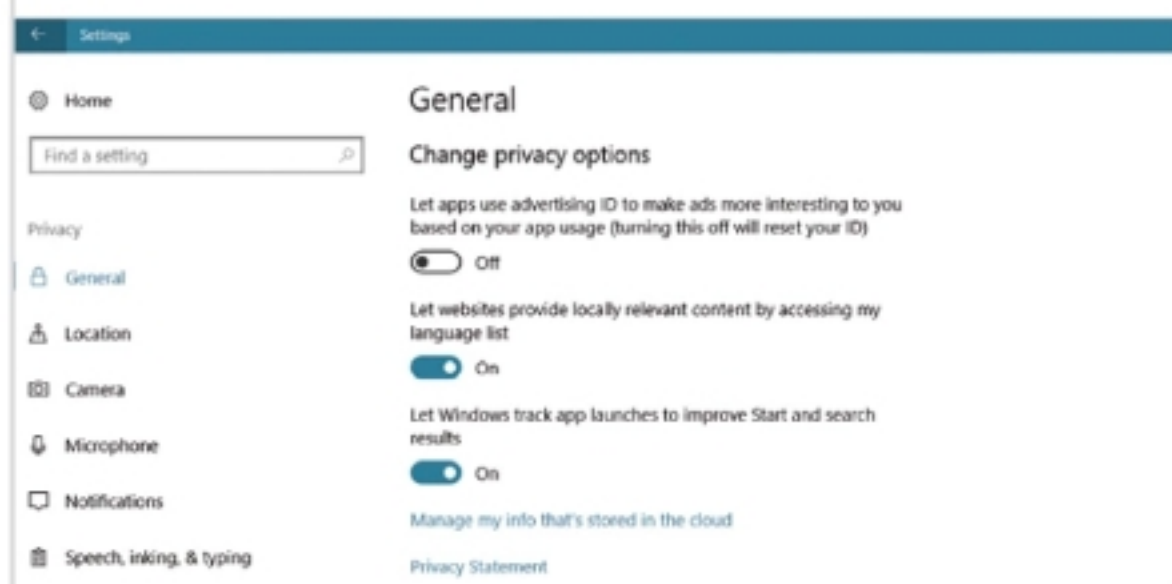 Settings
Home
Find a setting
Privacy
General
Location
Camera
Microphone
Notifications
Speech, inking, & typing
General
Change privacy options
Let apps use advertising ID to make ads more interesting to you
based on your app usage (turning this off will reset your ID)
Off
Let websites provide locally relevant content by accessing my
language list
On
Let Windows track app launches to improve Start and search
results
On
Manage my info that's stored in the cloud
Privacy Statement